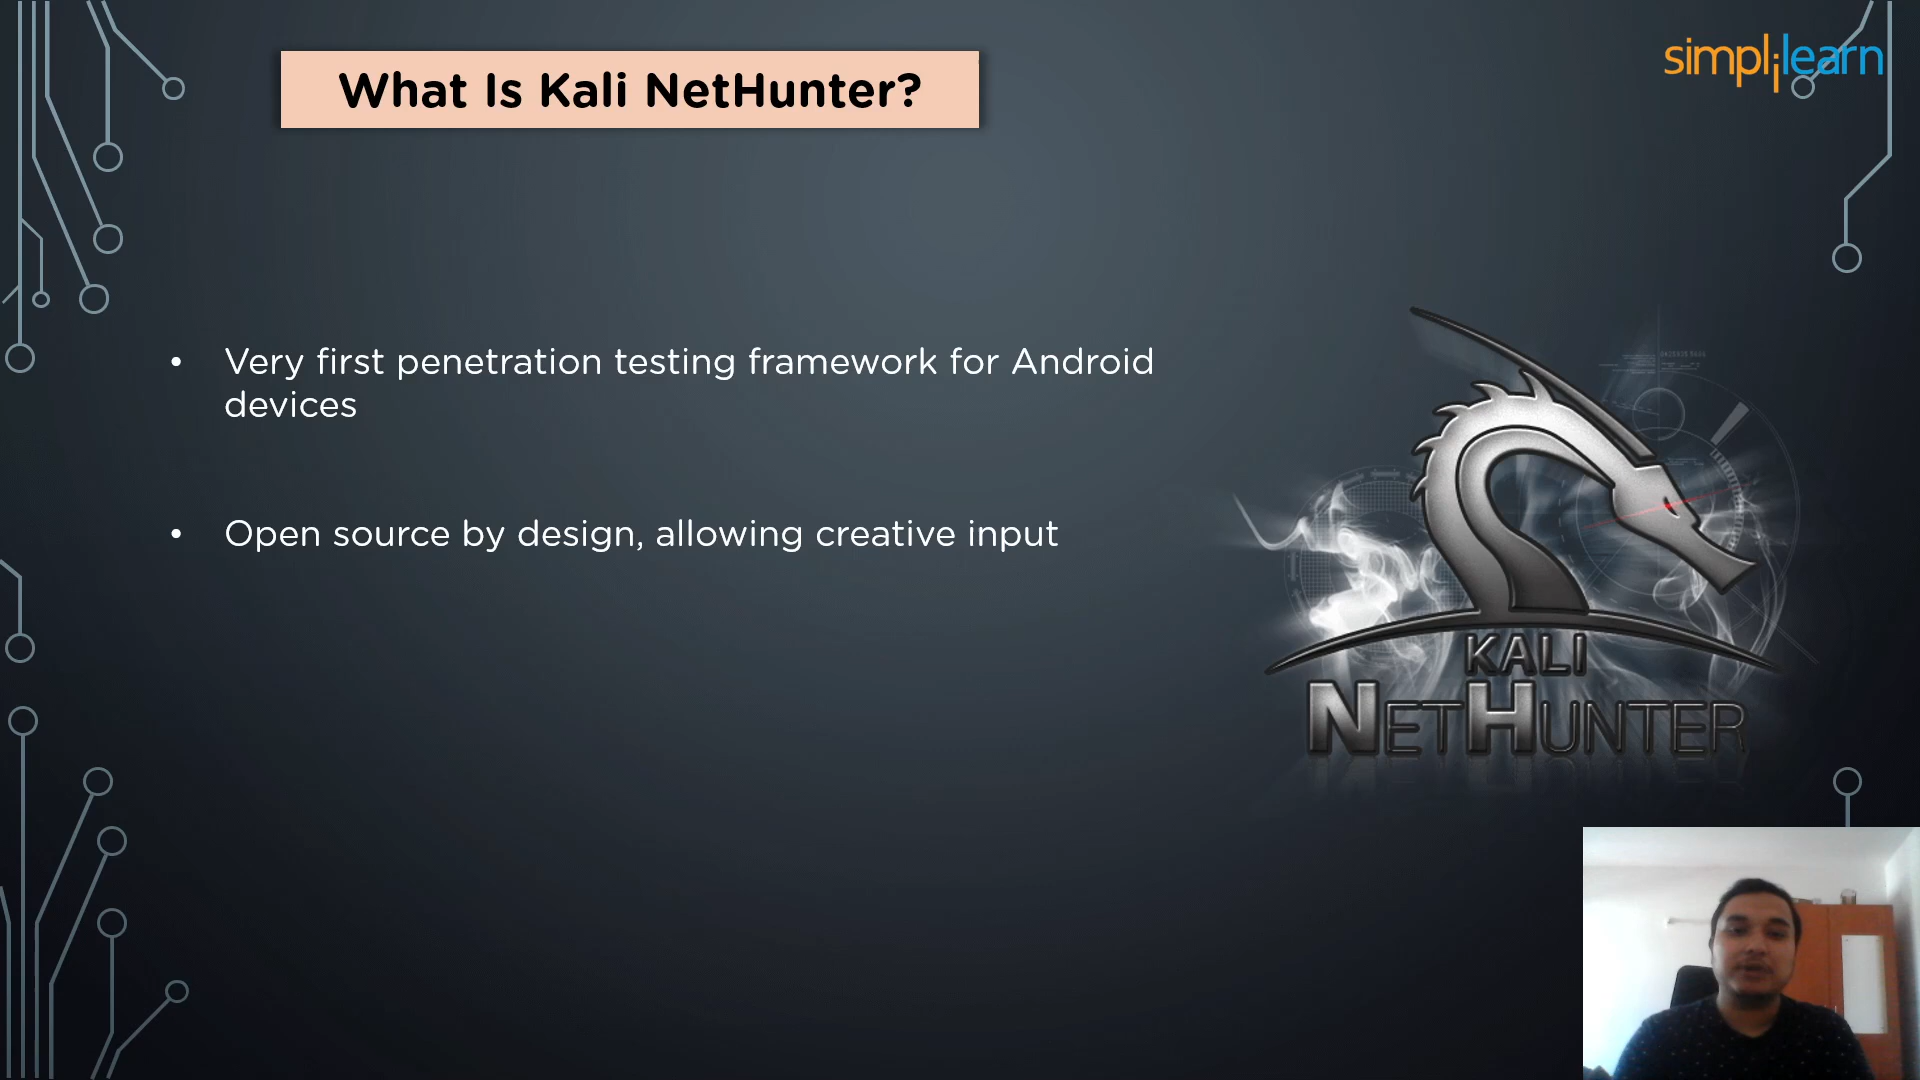 What Is Kali NetHunter?
simplilearn
• Very first penetration testing framework for Android
devices
• Open source by design, allowing creative input
KALI
NETHUNTER